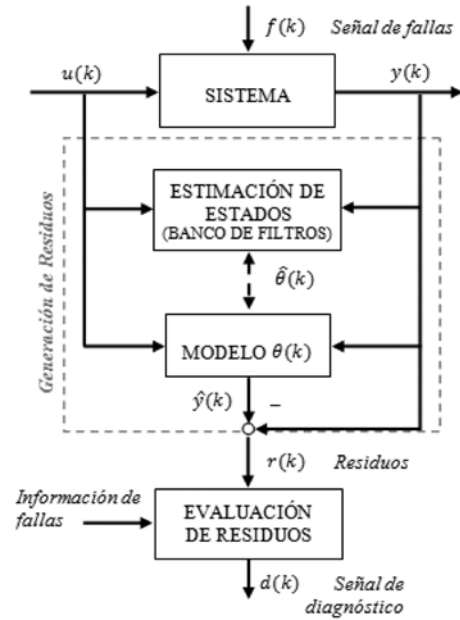 f(k) Señal de fallas
u(k)
y(k)
SISTEMA
Generación de Residuos
ESTIMACIÓN DE
ESTADOS
(BANCO DE FILTROS)
θ̂(k)
MODELO θ(k)
ŷ(k) −
r(k) Residuos
Información de
fallas
EVALUACIÓN
DE RESIDUOS
d(k) Señal de
diagnóstico